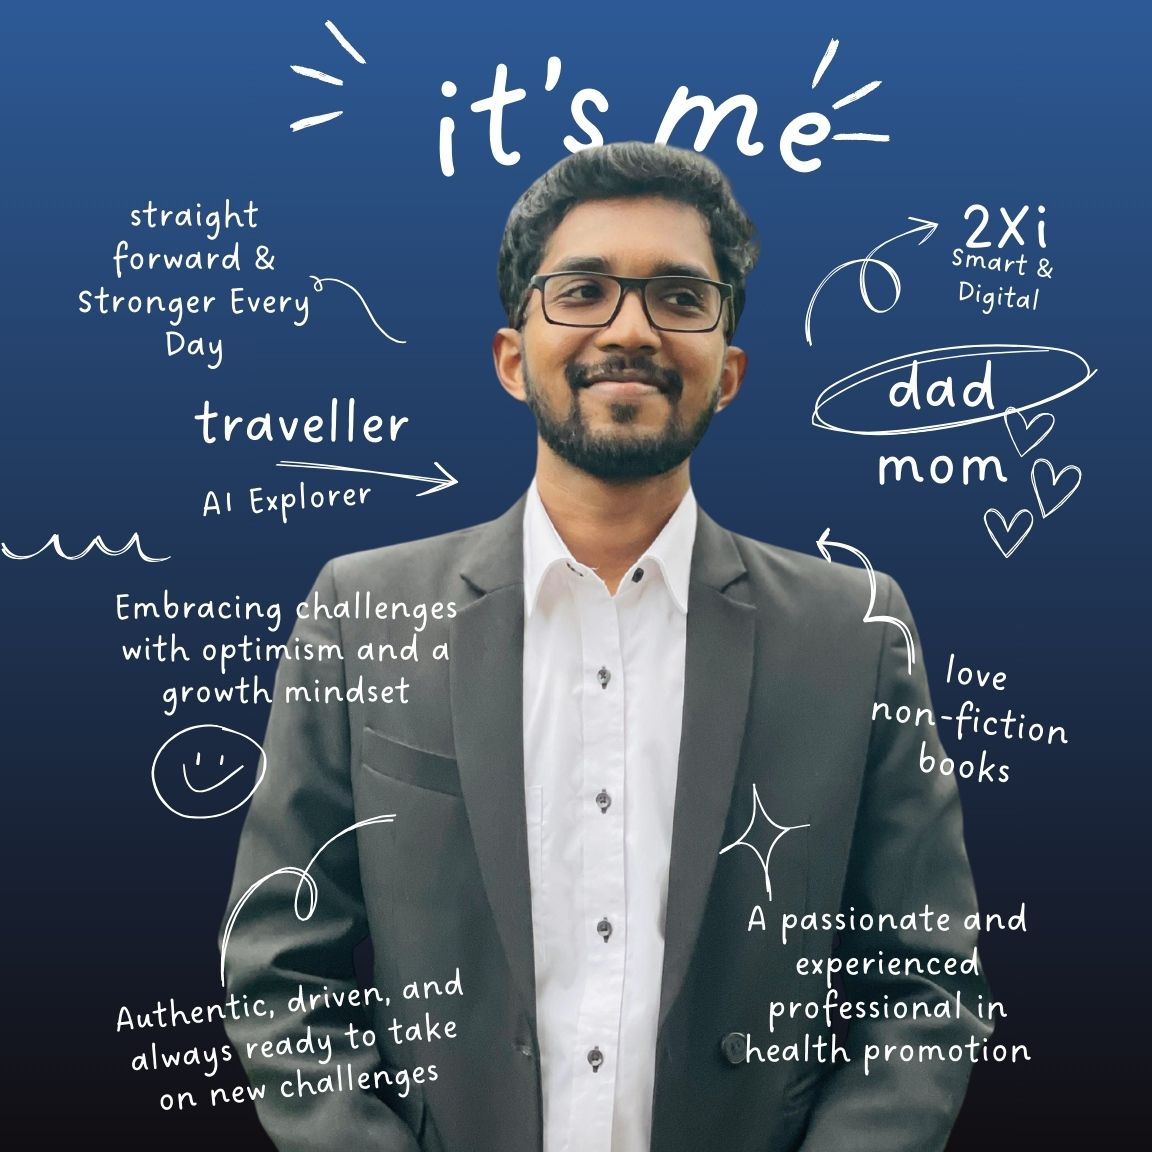 it's me
straight
forward &
Stronger Every
Day
2Xi
Smart &
Digital
traveller
AI Explorer
dad
mom
Embracing challenges
with optimism and a
growth mindset
love
non-fiction
books
Authentic, driven, and
always ready to take
on new challenges
A passionate and
experienced
professional in
health promotion